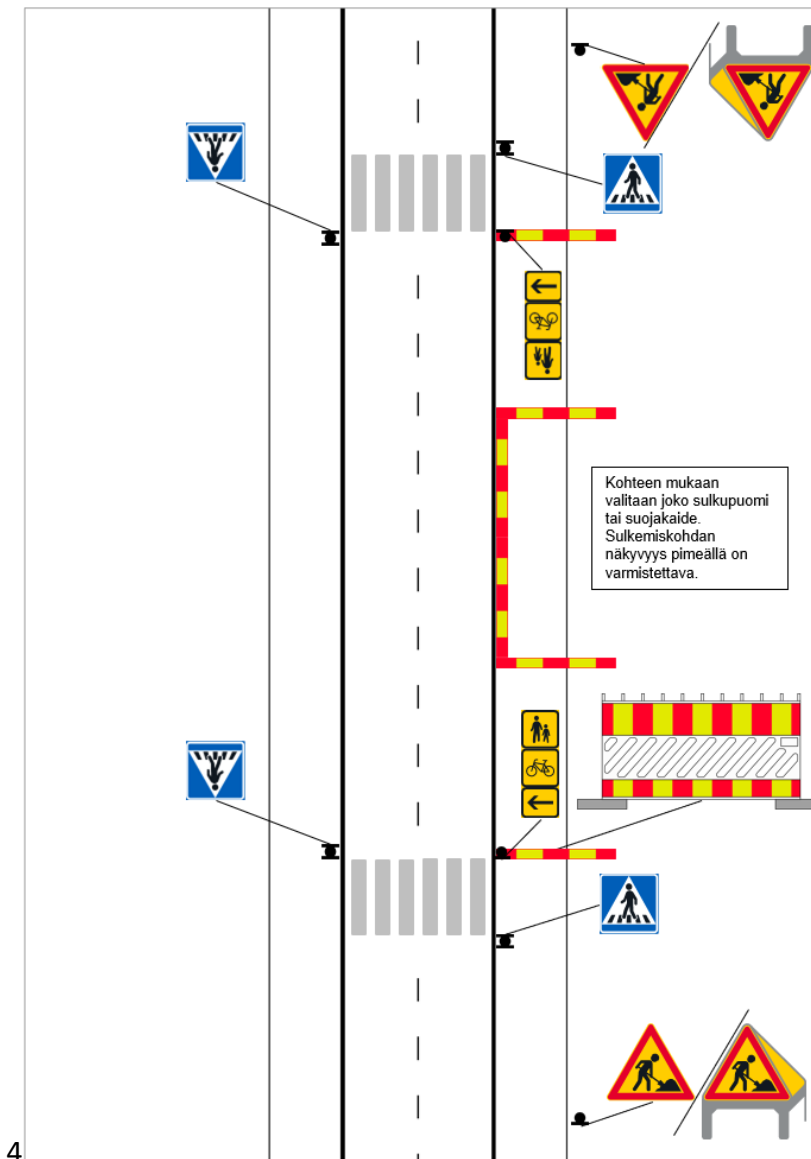 Kohteen mukaan
valitaan joko sulkupuomi
tai suojakaide.
Sulkemiskohdan
näkyvyys pimeällä on
varmistettava.
4